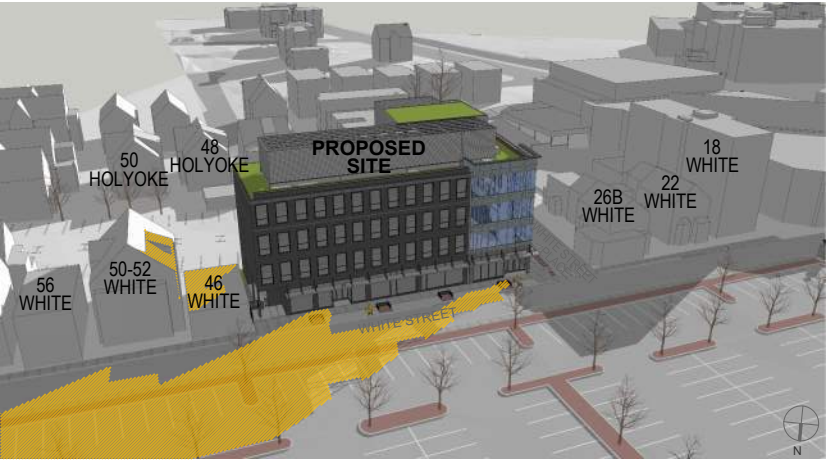 50
HOLYOKE
48
HOLYOKE
PROPOSED
SITE
18
WHITE
22
WHITE
26B
WHITE
56
WHITE
50-52
WHITE
46
WHITE
WHITE STREET
N